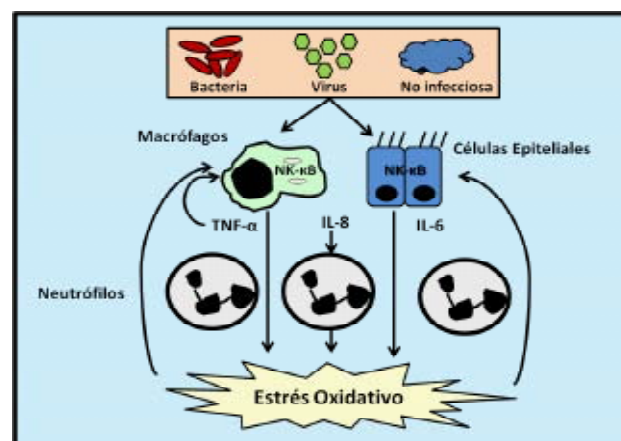 Bacteria Virus No infecciosa
Macrófagos
Células Epiteliales
NK-κB NK-κB
TNF-α IL-8 IL-6
Neutrófilos
Estrés Oxidativo